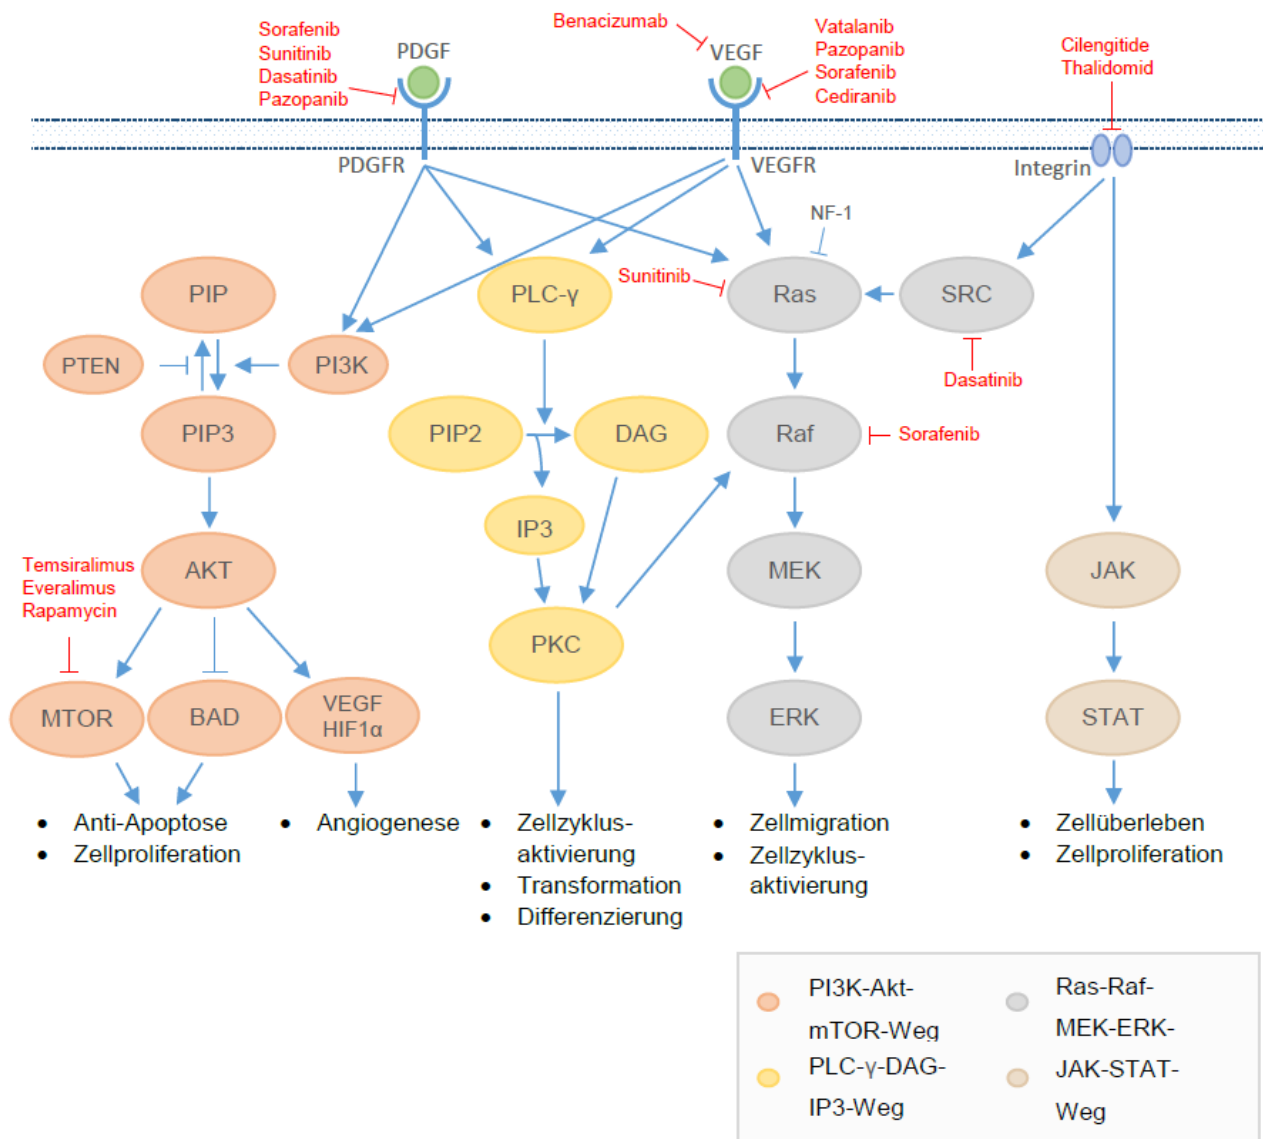 Sorafenib
Sunitinib
Dasatinib
Pazopanib
PDGF
Benacizumab
VEGF
Vatalanib
Pazopanib
Sorafenib
Cediranib
Cilengitide
Thalidomid
PDGFR
VEGFR
Integrin
NF-1
Sunitinib
PIP
PLC-γ
Ras
SRC
PTEN
PI3K
Dasatinib
PIP3
PIP2
DAG
Raf
Sorafenib
IP3
Temsiralimus
Everalimus
Rapamycin
AKT
MEK
JAK
PKC
MTOR
BAD
VEGF
HIF1α
ERK
STAT
• Anti-Apoptose
• Zellproliferation
• Angiogenese
• Zellzyklus-
aktivierung
• Transformation
• Differenzierung
• Zellmigration
• Zellzyklus-
aktivierung
• Zellüberleben
• Zellproliferation
PI3K-Akt-
mTOR-Weg
PLC-γ-DAG-
IP3-Weg
Ras-Raf-
MEK-ERK-
JAK-STAT-
Weg